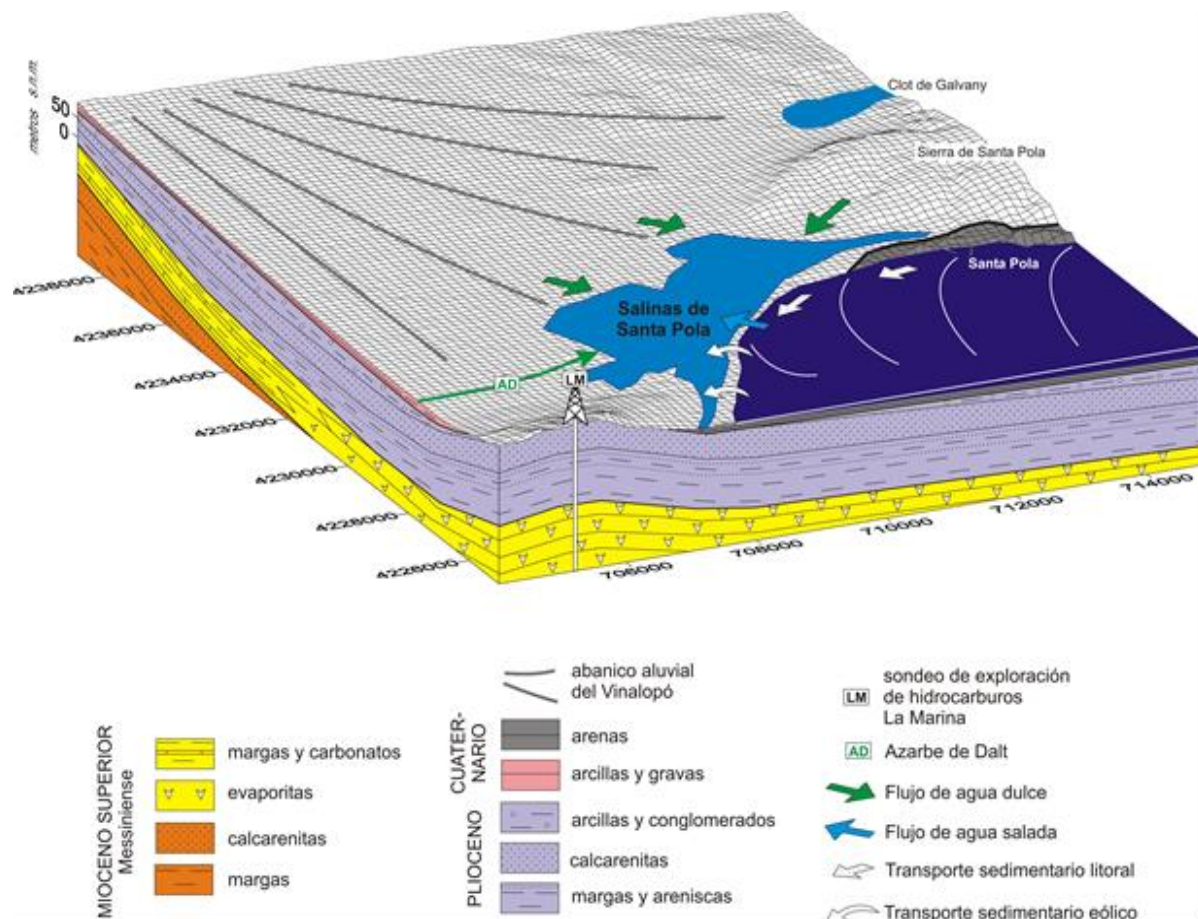 metros s.n.m.
50
0
Clot de Galvany
Sierra de Santa Pola
Santa Pola
Salinas de
Santa Pola
AD
LM
4238000
4236000
4234000
4232000
4230000
4228000
4226000
706000
708000
710000
712000
714000
MIOCENO SUPERIOR
Messiniense
margas y carbonatos
evaporitas
calcarenitas
margas
abanico aluvial
del Vinalopó
CUATER-
NARIO
arenas
arcillas y gravas
PLIOCENO
arcillas y conglomerados
calcarenitas
margas y areniscas
LM
sondeo de exploración
de hidrocarburos
La Marina
AD
Azarbe de Dalt
Flujo de agua dulce
Flujo de agua salada
Transporte sedimentario litoral
Transporte sedimentario eólico